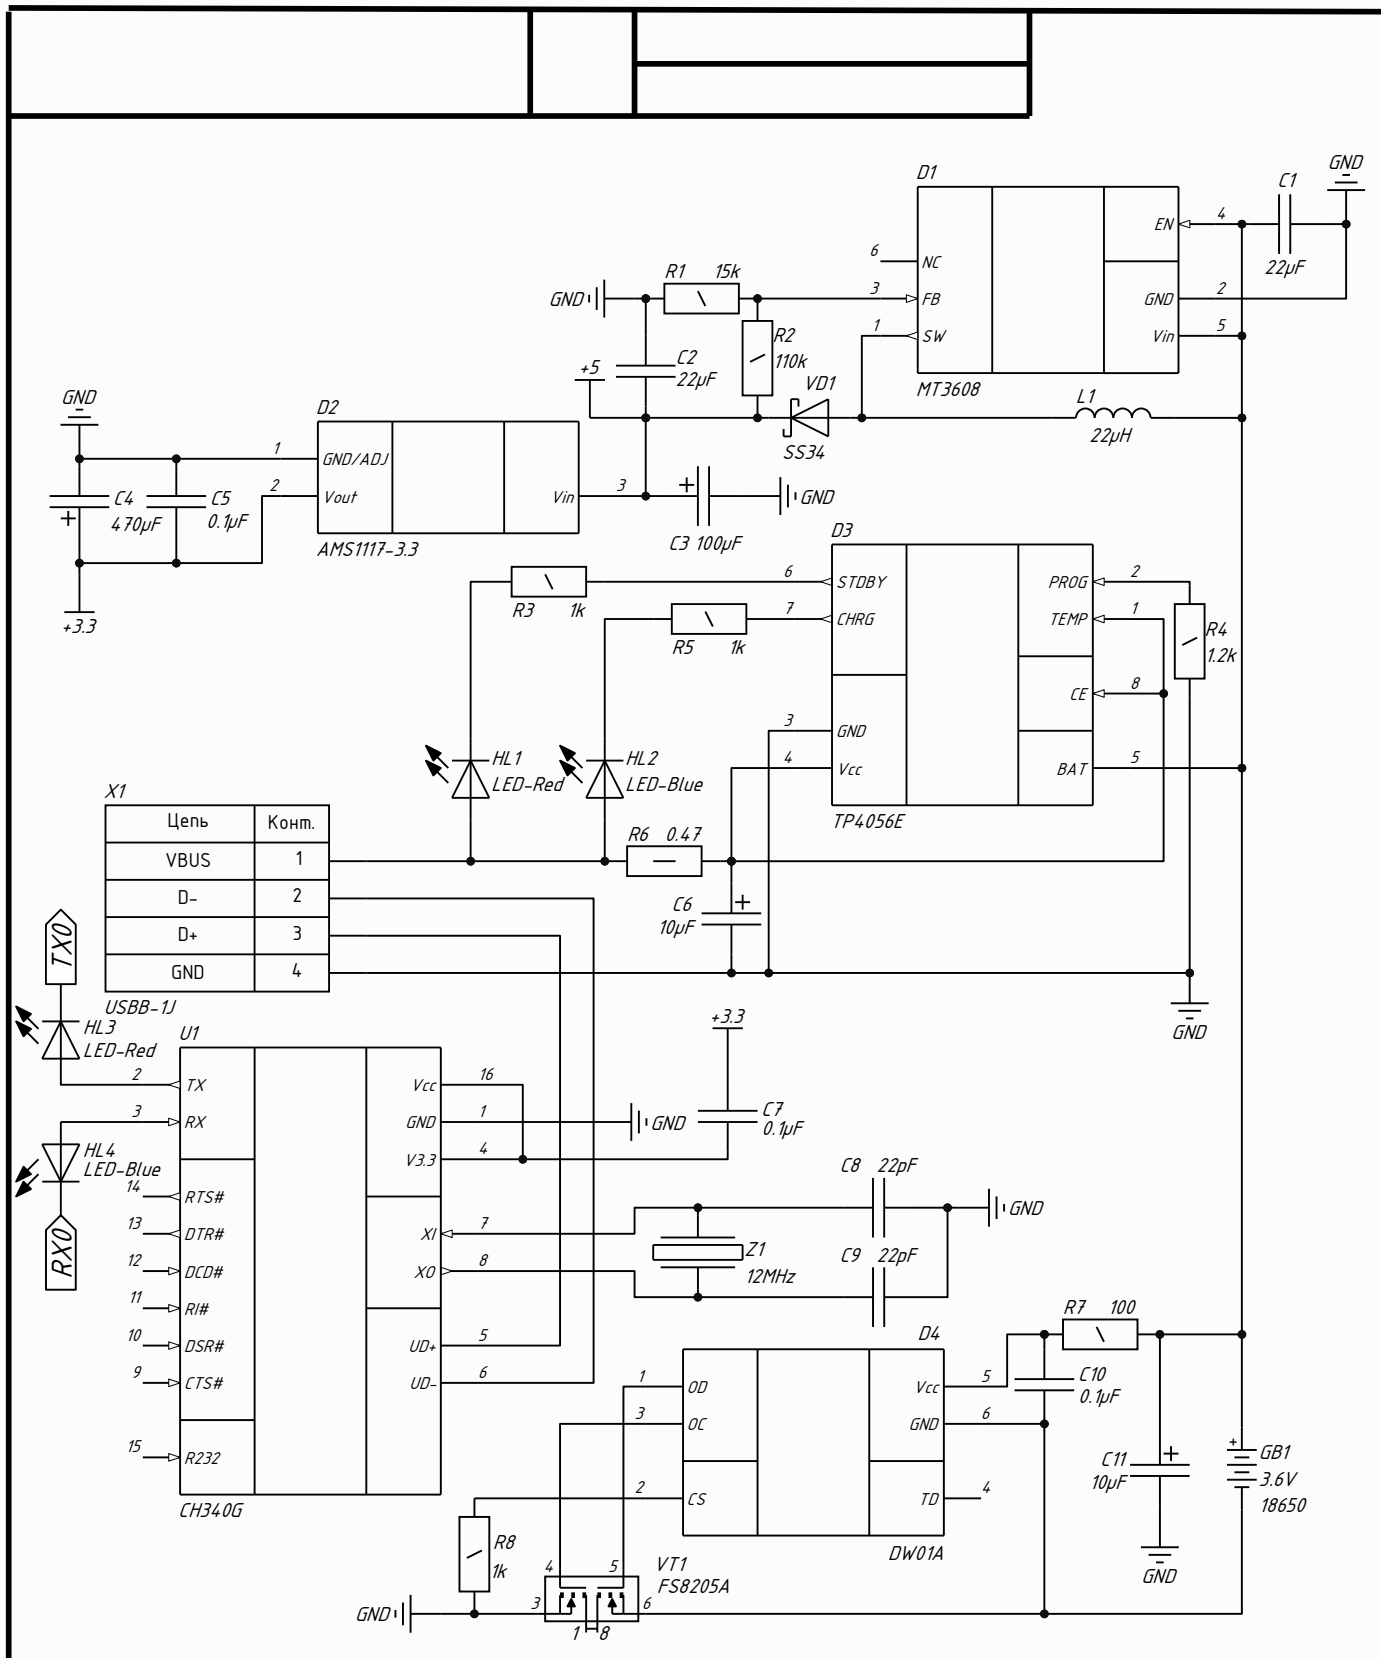 D1
GND
C1
22µF
4
EN
6
NC
3
FB
1
SW
2
GND
5
Vin
MT3608
R1 15k
GND
R2
110k
C2
22µF
+5
VD1
SS34
L1
22µH
GND
D2
1
GND/ADJ
2
Vout
Vin
3
C4
470µF
C5
0.1µF
AMS1117-3.3
+3.3
C3 100µF
GND
D3
6
STDBY
PROG
2
R3 1k
7
CHRG
TEMP
1
R5 1k
R4
1.2k
CE
8
3
GND
4
Vcc
BAT
5
TP4056E
HL1
LED-Red
HL2
LED-Blue
X1
Цепь Конт.
VBUS 1
D- 2
D+ 3
GND 4
USBB-1J
R6 0.47
C6
10µF
GND
TX0
HL3
LED-Red
U1
2
TX
3
RX
HL4
LED-Blue
RX0
14
RTS#
13
DTR#
12
DCD#
11
RI#
10
DSR#
9
CTS#
15
R232
Vcc
16
GND
1
V3.3
4
XI
7
XO
8
UD+
5
UD-
6
CH340G
GND
+3.3
C7
0.1µF
C8 22pF
GND
Z1
12MHz
C9 22pF
D4
1
OD
3
OC
2
CS
Vcc
5
GND
6
TD
4
DW01A
R7 100
C10
0.1µF
C11
10µF
GND
GB1
3.6V
18650
R8
1k
GND
VT1
FS8205A
4
5
3
6
1
8